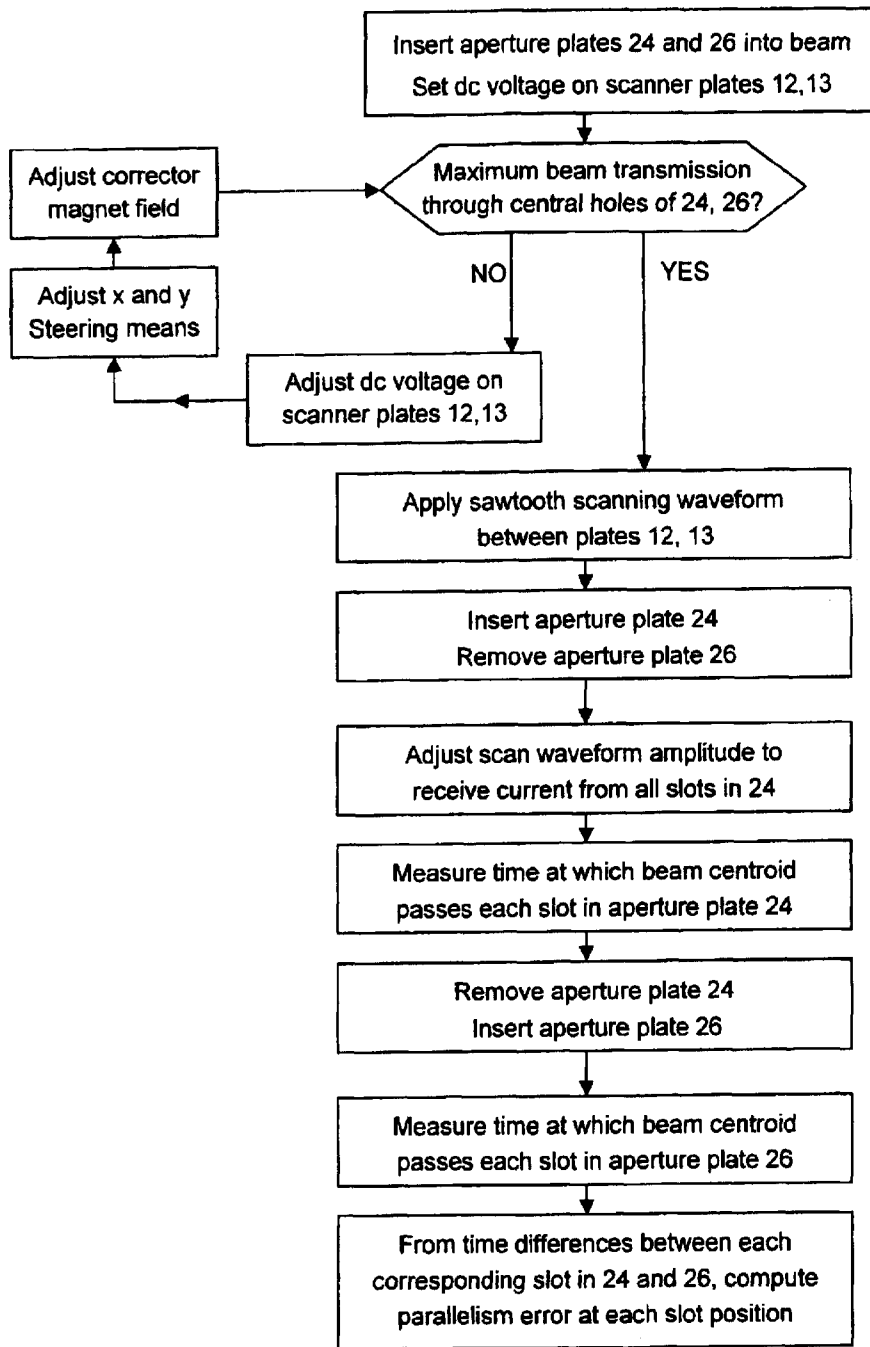 Insert aperture plates 24 and 26 into beam
Set dc voltage on scanner plates 12,13
Maximum beam transmission
through central holes of 24, 26?
Adjust corrector
magnet field
NO
YES
Adjust x and y
Steering means
Adjust dc voltage on
scanner plates 12,13
Apply sawtooth scanning waveform
between plates 12, 13
Insert aperture plate 24
Remove aperture plate 26
Adjust scan waveform amplitude to
receive current from all slots in 24
Measure time at which beam centroid
passes each slot in aperture plate 24
Remove aperture plate 24
Insert aperture plate 26
Measure time at which beam centroid
passes each slot in aperture plate 26
From time differences between each
corresponding slot in 24 and 26, compute
parallelism error at each slot position